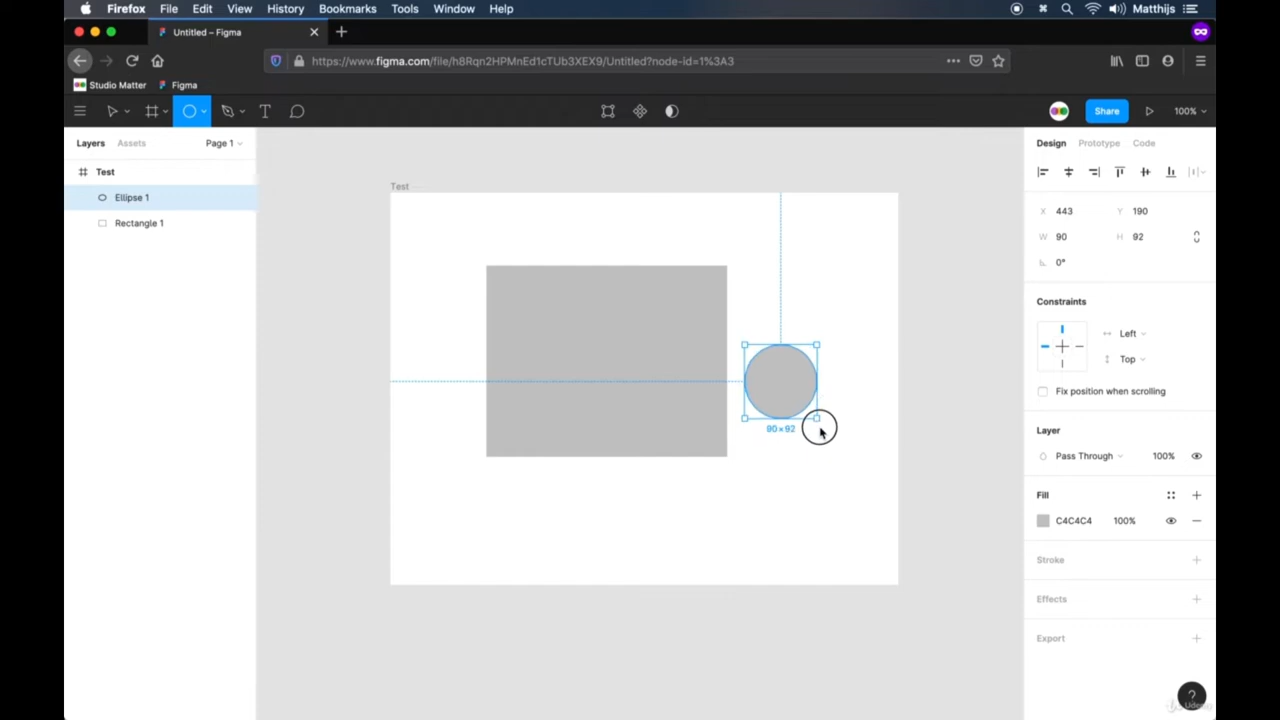 Firefox File Edit View History Bookmarks Tools Window Help Matthijs
Untitled – Figma
https://www.figma.com/file/h8Rqn2HPMnEd1cTUb3XEX9/Untitled?node-id=1%3A3
Studio Matter Figma
T Share 100%
Layers Assets Page 1 Design Prototype Code
Test
Test
Ellipse 1
Rectangle 1
X 443 Y 190
W 90 H 92
0°
Constraints
Left
Top
Fix position when scrolling
90 × 92
Layer
Pass Through 100%
Fill
C4C4C4 100%
Stroke
Effects
Export
?
Udemy